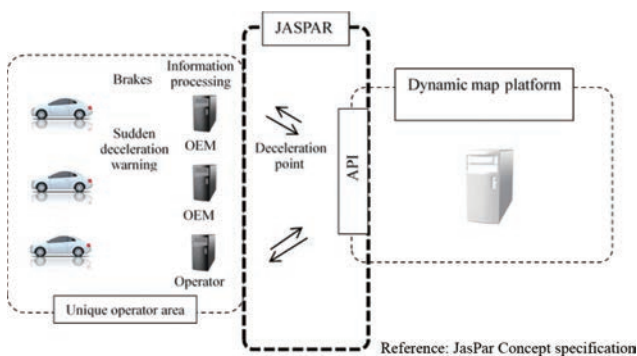 JASPAR
Brakes
Information
processing
Sudden
deceleration
warning
OEM
OEM
Operator
Unique operator area
Deceleration
point
API
Dynamic map platform
Reference: JasPar Concept specification